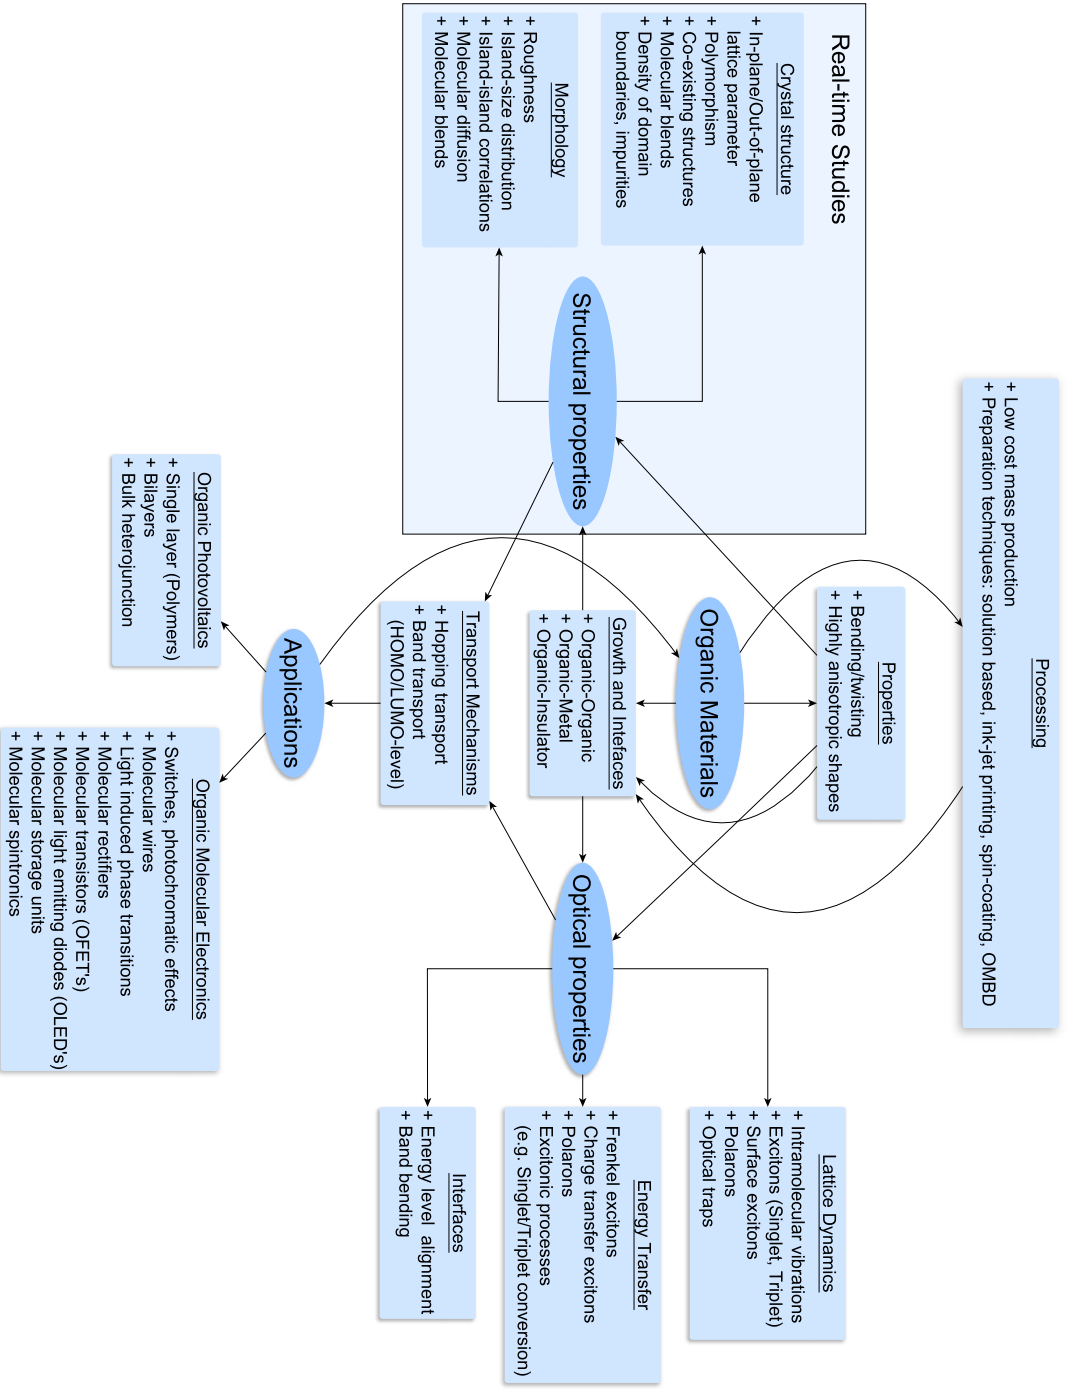 Processing
+ Low cost mass production
+ Preparation techniques: solution based, ink-jet printing, spin-coating, OMBD
Properties
+ Bending/twisting
+ Highly anisotropic shapes
Real-time Studies
Crystal structure
+ In-plane/Out-of-plane
lattice parameter
+ Polymorphism
+ Co-existing structures
+ Molecular blends
+ Density of domain
boundaries, impurities
Morphology
+ Roughness
+ Island-size distribution
+ Island-island correlations
+ Molecular diffusion
+ Molecular blends
Structural properties
Organic Materials
Growth and Intefaces
+ Organic-Organic
+ Organic-Metal
+ Organic-Insulator
Optical properties
Lattice Dynamics
+ Intramolecular vibrations
+ Excitons (Singlet, Triplet)
+ Surface excitons
+ Polarons
+ Optical traps
Energy Transfer
+ Frenkel excitons
+ Charge transfer excitons
+ Polarons
+ Excitonic processes
(e.g. Singlet/Triplet conversion)
Interfaces
+ Energy level alignment
+ Band bending
Transport Mechanisms
+ Hopping transport
+ Band transport
(HOMO/LUMO-level)
Applications
Organic Photovoltaics
+ Single layer (Polymers)
+ Bilayers
+ Bulk heterojunction
Organic Molecular Electronics
+ Switches, photochromatic effects
+ Molecular wires
+ Light induced phase transitions
+ Molecular rectifiers
+ Molecular transistors (OFET's)
+ Molecular light emitting diodes (OLED's)
+ Molecular storage units
+ Molecular spintronics